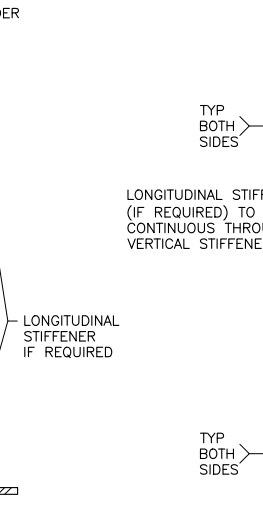 DER
TYP
BOTH
SIDES
LONGITUDINAL STIFF
(IF REQUIRED) TO
CONTINUOUS THROU
VERTICAL STIFFENE
LONGITUDINAL
STIFFENER
IF REQUIRED
TYP
BOTH
SIDES